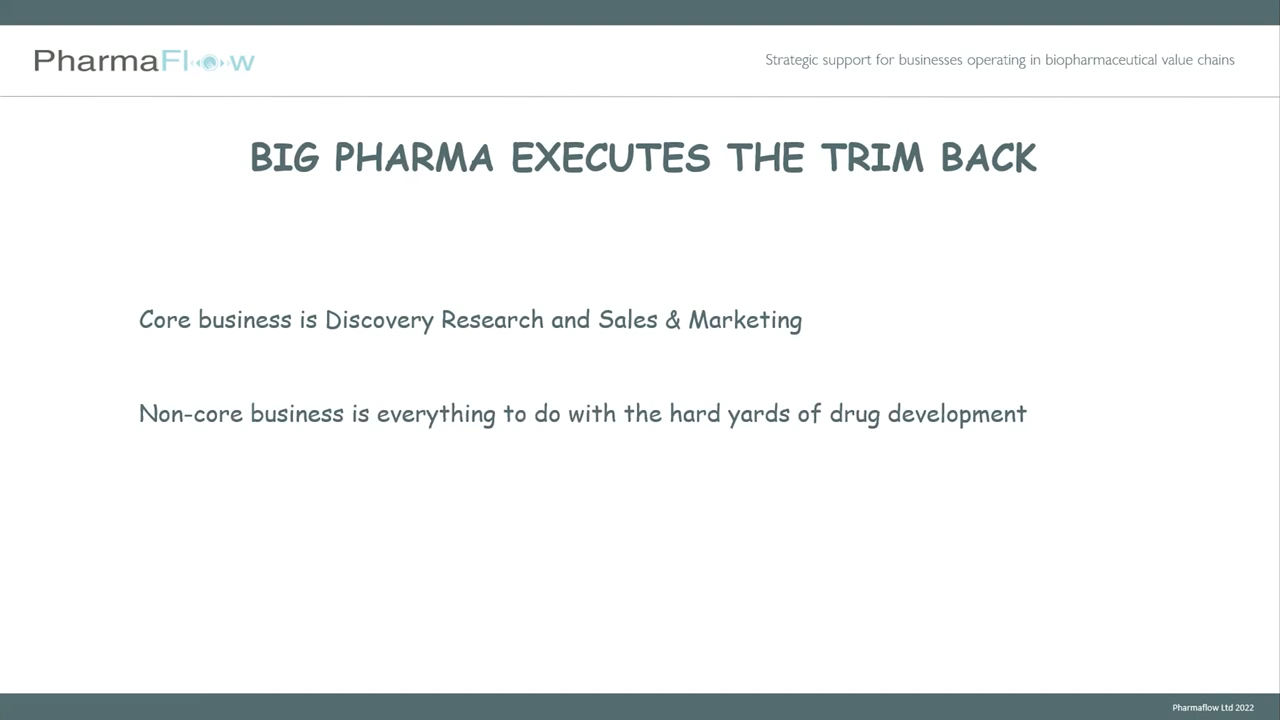 PharmaFlow
Strategic support for businesses operating in biopharmaceutical value chains
BIG PHARMA EXECUTES THE TRIM BACK
Core business is Discovery Research and Sales & Marketing
Non-core business is everything to do with the hard yards of drug development
Pharmaflow Ltd 2022